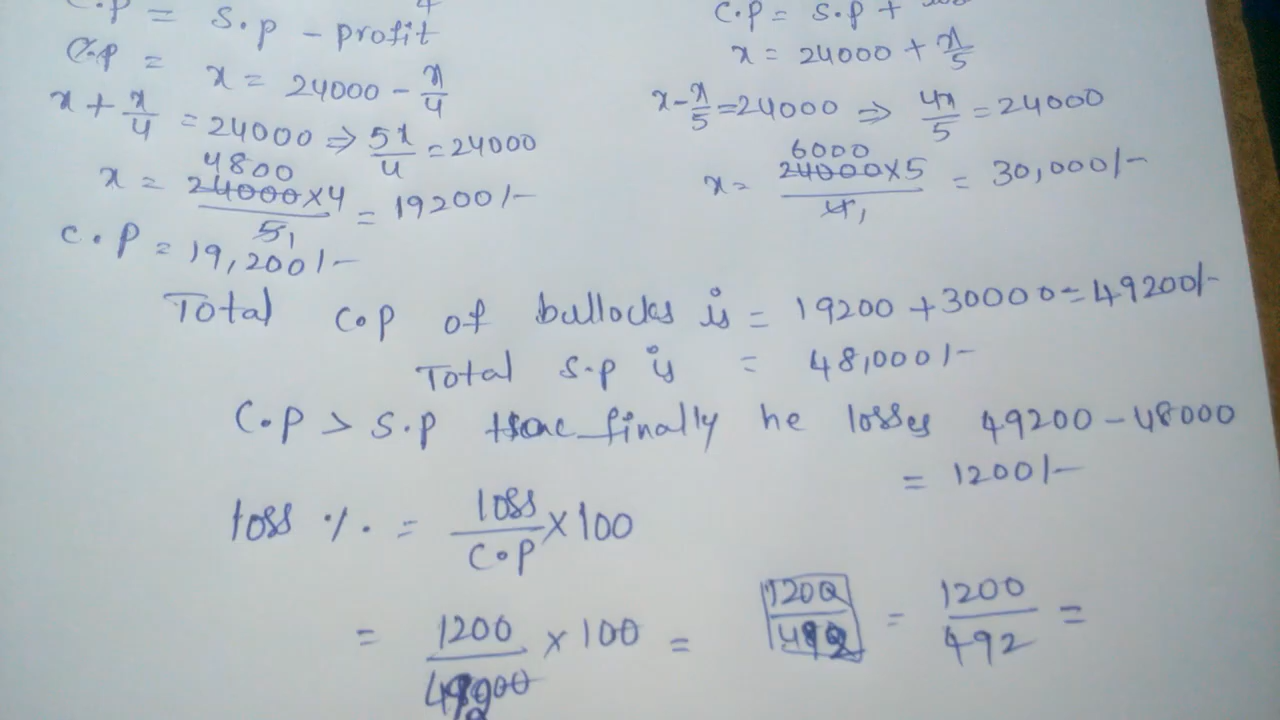 C.P = S.P - profit
C.P =
x = 24000 - x/4
x + x/4 = 24000 ⇒ 5x/4 = 24000
4800
x = 24000×4/5 = 19200/-
1
C.P = 19,200/-
C.P = S.P +
x = 24000 + x/5
x - x/5 = 24000 ⇒ 4x/5 = 24000
6000
x = 24000×5/4 = 30,000/-
1
Total C.P of bullocks is = 19200 + 30000 = 49200/-
Total S.P is = 48,000/-
C.P > S.P finally he losses 49200 - 48000
= 1200/-
loss % = loss/C.P × 100
= 1200/49200 × 100 = 1200/492 = 1200/492 =